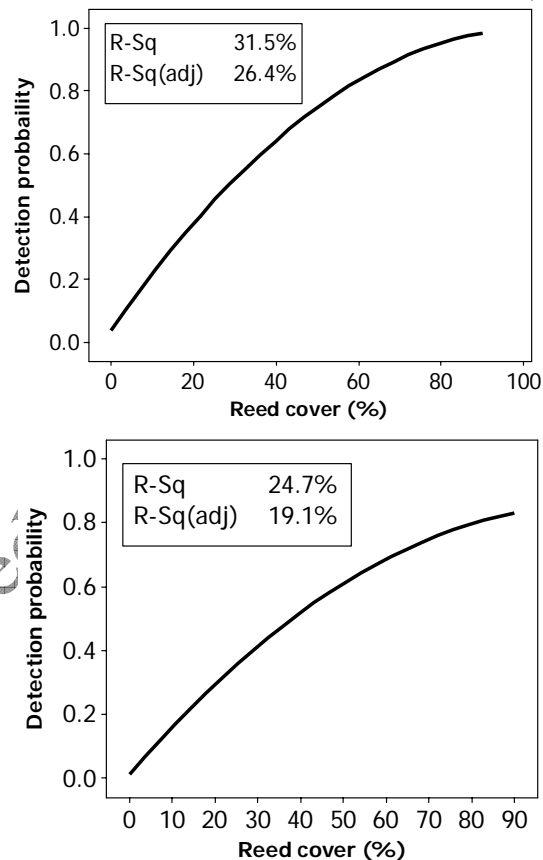 R-Sq 31.5%
R-Sq(adj) 26.4%
Detection probbaility
1.0
0.8
0.6
0.4
0.2
0.0
0 20 40 60 80 100
Reed cover (%)
R-Sq 24.7%
R-Sq(adj) 19.1%
Detection probability
1.0
0.8
0.6
0.4
0.2
0.0
0 10 20 30 40 50 60 70 80 90
Reed cover (%)